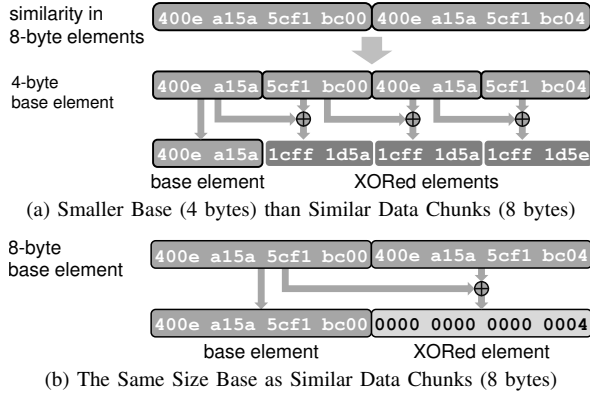 similarity in
8-byte elements
400e a15a 5cf1 bc00 400e a15a 5cf1 bc04
4-byte
base element
400e a15a 5cf1 bc00 400e a15a 5cf1 bc04
400e a15a 1cff 1d5a 1cff 1d5a 1cff 1d5e
base element XORed elements
(a) Smaller Base (4 bytes) than Similar Data Chunks (8 bytes)
8-byte
base element
400e a15a 5cf1 bc00 400e a15a 5cf1 bc04
400e a15a 5cf1 bc00 0000 0000 0000 0004
base element XORed element
(b) The Same Size Base as Similar Data Chunks (8 bytes)